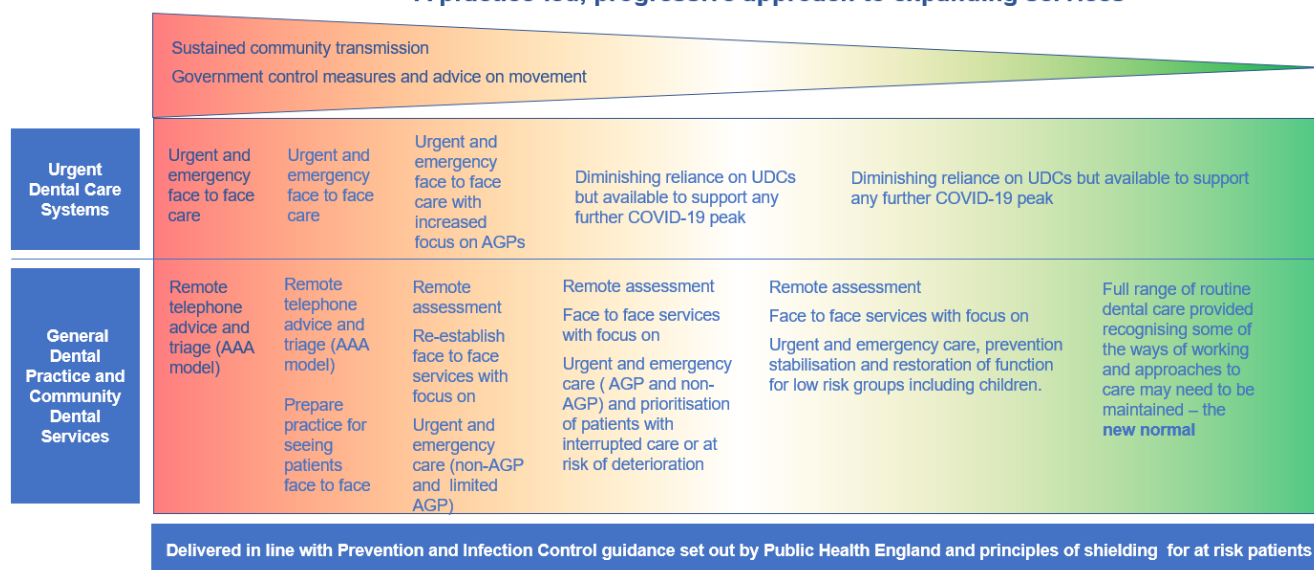 A practice-led, progressive approach to expanding services
Sustained community transmission
Government control measures and advice on movement
Urgent
Dental Care
Systems
Urgent and
emergency
face to face
care
Urgent and
emergency
face to face
care
Urgent and
emergency
face to face
care with
increased
focus on AGPs
Diminishing reliance on UDCs
but available to support any
further COVID-19 peak
Diminishing reliance on UDCs but available to support
any further COVID-19 peak
General
Dental
Practice and
Community
Dental
Services
Remote
telephone
advice and
triage (AAA
model)
Remote
telephone
advice and
triage (AAA
model)
Prepare
practice for
seeing
patients
face to face
Remote
assessment
Re-establish
face to face
services with
focus on
Urgent and
emergency
care (non-AGP
and limited
AGP)
Remote assessment
Face to face services
with focus on
Urgent and emergency
care ( AGP and non-
AGP) and prioritisation
of patients with
interrupted care or at
risk of deterioration
Remote assessment
Face to face services with focus on
Urgent and emergency care, prevention
stabilisation and restoration of function
for low risk groups including children.
Full range of routine
dental care provided
recognising some of
the ways of working
and approaches to
care may need to be
maintained – the
new normal
Delivered in line with Prevention and Infection Control guidance set out by Public Health England and principles of shielding for at risk patients